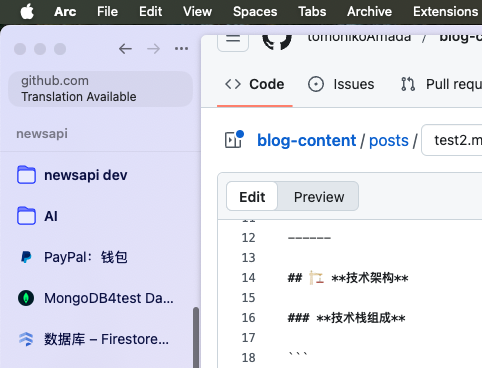 Arc File Edit View Spaces Tabs Archive Extensions
github.com
Translation Available
newsapi
newsapi dev
AI
PayPal：钱包
MongoDB4test Da...
数据库 – Firestore...
tomohikoAmada / blog-c
Code Issues Pull requ
blog-content / posts / test2.m
Edit Preview
11
12 ------
13
14 ## 🏗️ **技术架构**
15
16 ### **技术栈组成**
17
18 ```